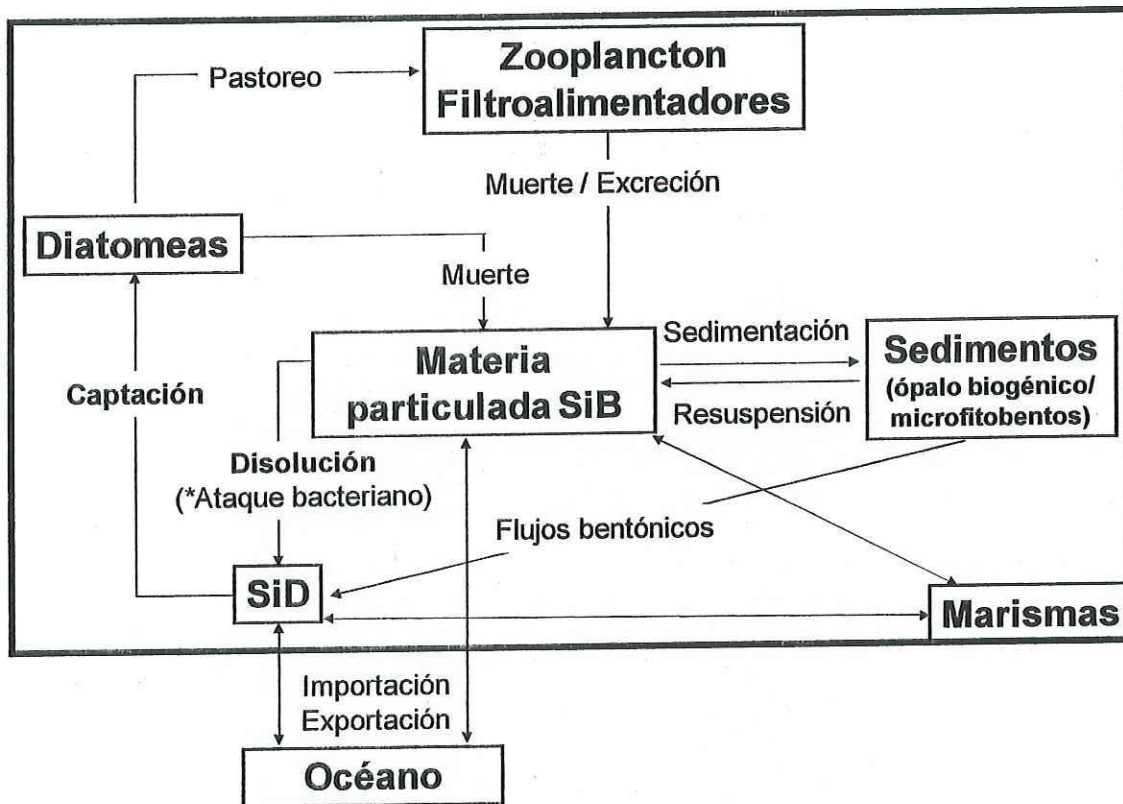 Zooplancton
Filtroalimentadores
Pastoreo
Muerte / Excreción
Diatomeas
Muerte
Materia
particulada SiB
Sedimentación
Resuspensión
Sedimentos
(ópalo biogénico/
microfitobentos)
Captación
Disolución
(*Ataque bacteriano)
Flujos bentónicos
SiD
Marismas
Importación
Exportación
Océano